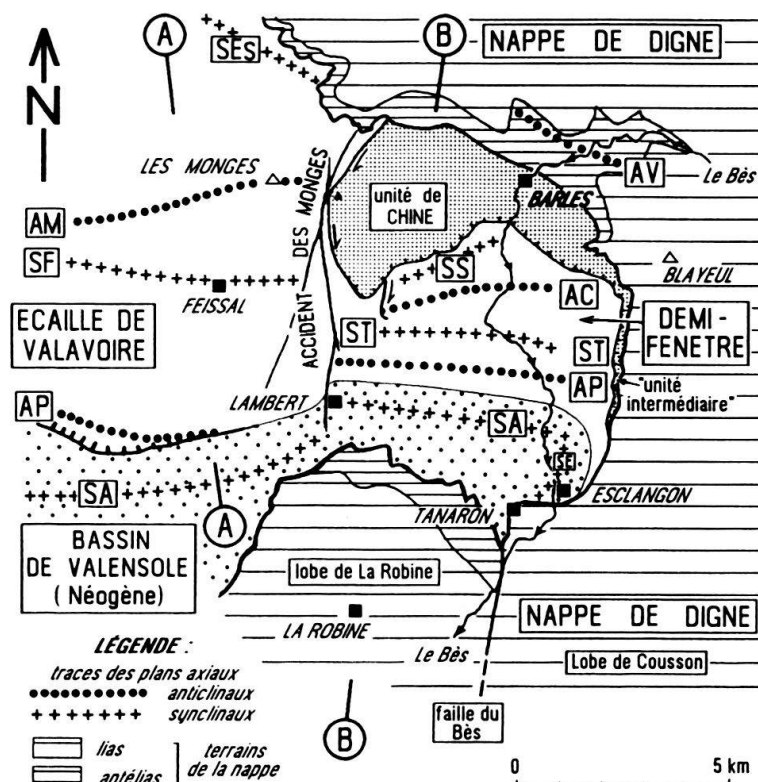 A
B
NAPPE DE DIGNE
SES
N
LES MONGES
AM
SF
FEISSAL
ACCIDENT DES MONGES
unité de
CHINE
BARLES
AV
Le Bès
BLAYEUL
SS
AC
ECAILLE DE
VALAVOIRE
ST
ST
DEMI-
FENÊTRE
AP
"unité
intermédiaire"
AP
LAMBERT
SA
SE
SA
ESCLANGON
TANARON
A
BASSIN
DE VALENSOLE
(Néogène)
lobe de La Robine
LA ROBINE
NAPPE DE DIGNE
Le Bès
Lobe de Cousson
LÉGENDE :
traces des plans axiaux
anticlinaux
synclinaux
B
faille du
Bès
lias
antélias
terrains
de la nappe
0 5 km